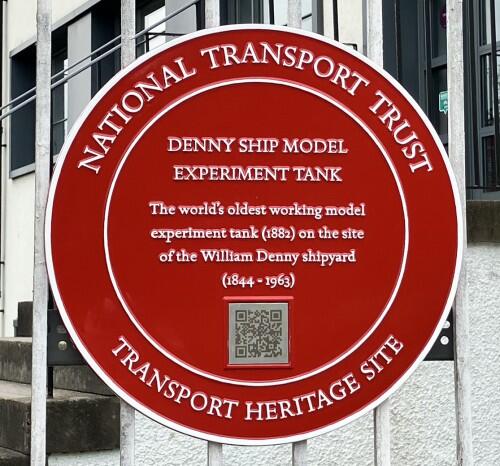 NATIONAL TRANSPORT TRUST
DENNY SHIP MODEL
EXPERIMENT TANK
The world's oldest working model
experiment tank (1882) on the site
of the William Denny shipyard
(1844 - 1963)
TRANSPORT HERITAGE SITE